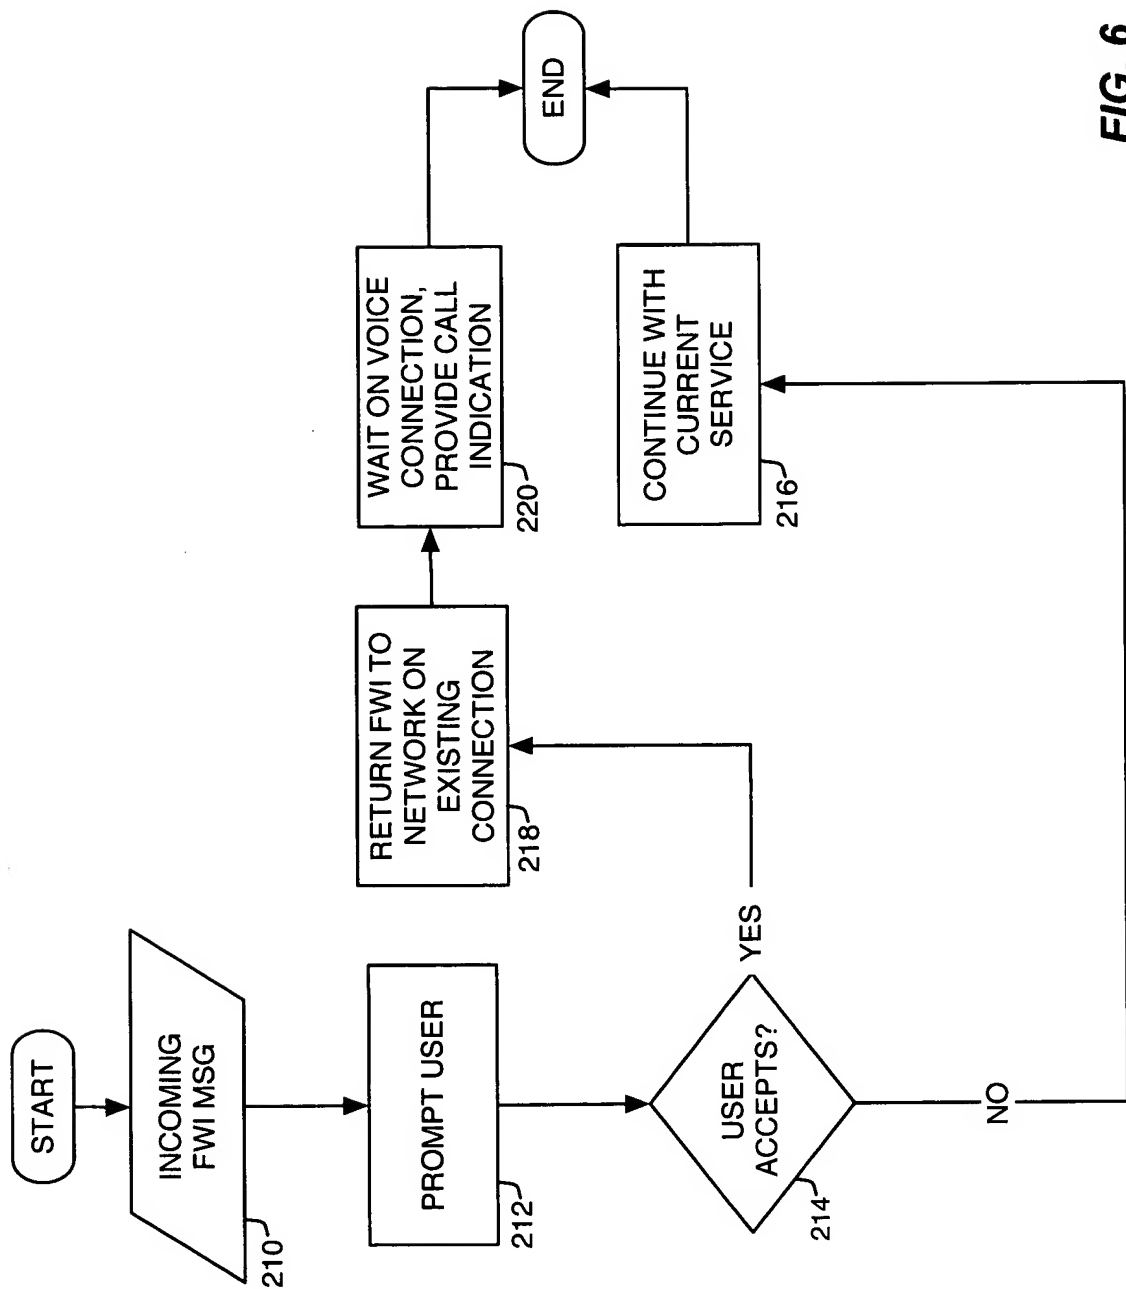 START
INCOMING
FWI MSG
210
PROMPT USER
212
USER
ACCEPTS?
214
YES
NO
RETURN FWI TO
NETWORK ON
EXISTING
CONNECTION
218
WAIT ON VOICE
CONNECTION,
PROVIDE CALL
INDICATION
220
CONTINUE WITH
CURRENT
SERVICE
216
END
FIG. 6